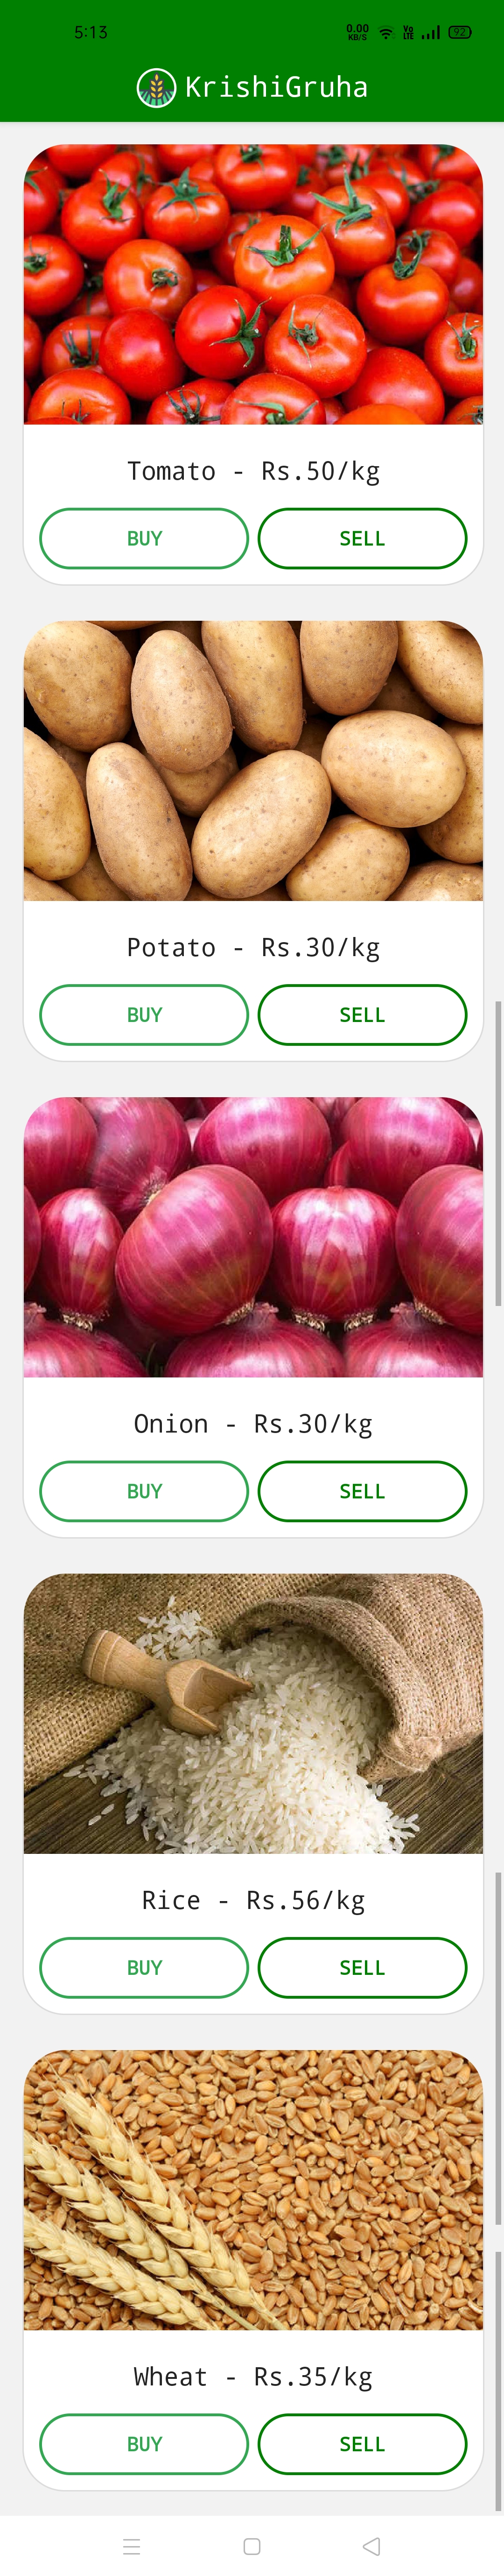 5:13
0.00
KB/S
Vo
LTE
92
KrishiGruha
Tomato - Rs.50/kg
BUY
SELL
Potato - Rs.30/kg
BUY
SELL
Onion - Rs.30/kg
BUY
SELL
Rice - Rs.56/kg
BUY
SELL
Wheat - Rs.35/kg
BUY
SELL